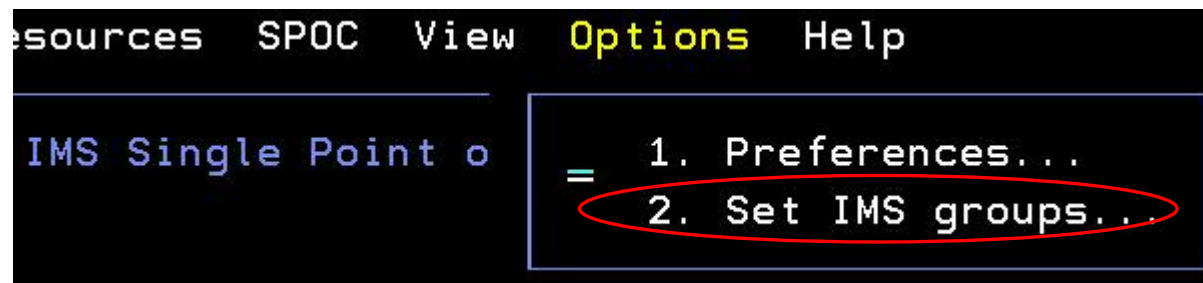 esources SPOC View Options Help
IMS Single Point o
1. Preferences...
2. Set IMS groups...